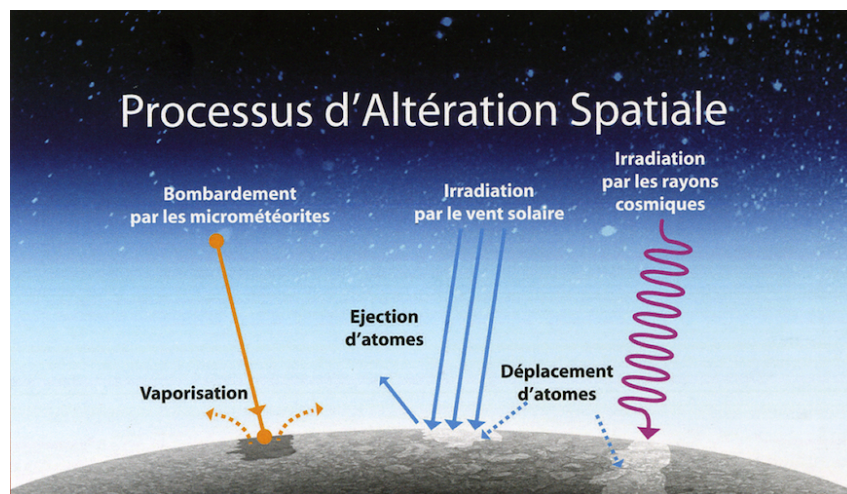 Processus d'Altération Spatiale
Bombardement
par les micrométéorites
Irradiation
par le vent solaire
Irradiation
par les rayons
cosmiques
Ejection
d'atomes
Vaporisation
Déplacement
d'atomes